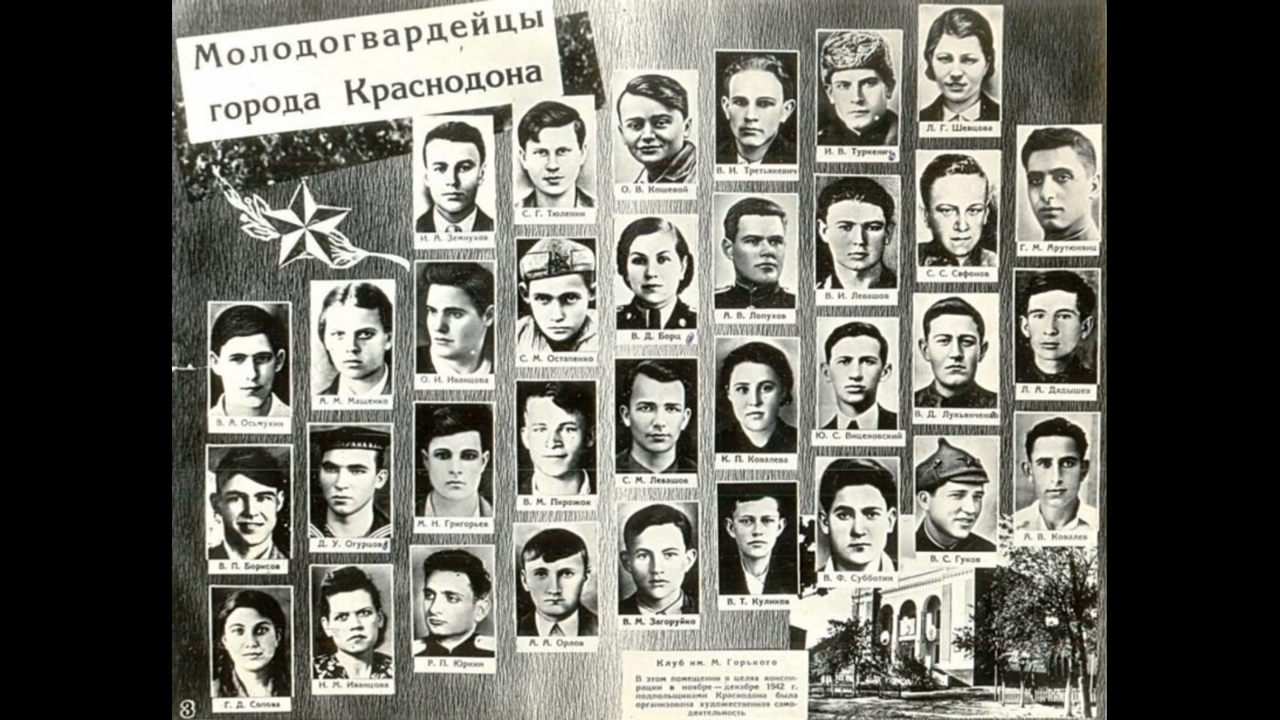 Молодогвардейцы
города Краснодона
Л. Г. Шевцова
И. В. Туркенич
В. И. Третьякевич
О. В. Кошевой
С. Г. Тюленин
И. А. Земнухов
Г. М. Арутюнянц
С. С. Сафонов
В. И. Левашов
А. В. Лопухов
В. Д. Борц
С. М. Остапенко
О. И. Иванцова
А. М. Мащенко
В. А. Осьмухин
Л. А. Дадышев
В. Д. Лукьянченко
Ю. С. Виценовский
К. П. Ковалева
С. М. Левашов
В. М. Пирожок
М. Н. Григорьев
Д. У. Огурцов
В. П. Борисов
А. В. Ковалев
В. С. Гуков
В. Ф. Субботин
В. Т. Куликов
В. М. Загоруйко
А. А. Орлов
Р. П. Юркин
Н. М. Иванцова
Г. Д. Сопова
Клуб им. М. Горького
В этом помещении в целях конспи-
рации в ноябре — декабре 1942 г.
подпольщиками Краснодона была
организована художественная само-
деятельность
3